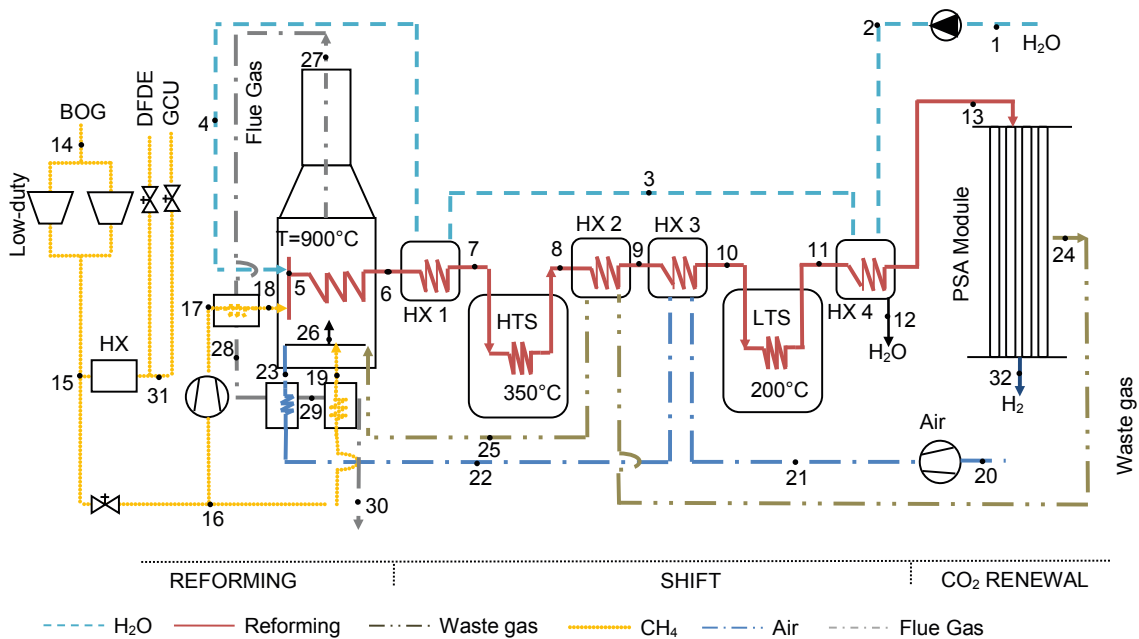 2
1
H₂O
27
Flue Gas
DFDE
GCU
BOG
14
4
13
Low-duty
3
PSA Module
T=900°C
HX 2
HX 3
7
8
9
10
11
24
5
6
18
17
HX 1
HX 4
HTS
LTS
12
H₂O
26
28
HX
23
19
350°C
200°C
15
31
29
32
H₂
Waste gas
Air
25
22
21
20
16
30
REFORMING
SHIFT
CO₂ RENEWAL
H₂O
Reforming
Waste gas
CH₄
Air
Flue Gas